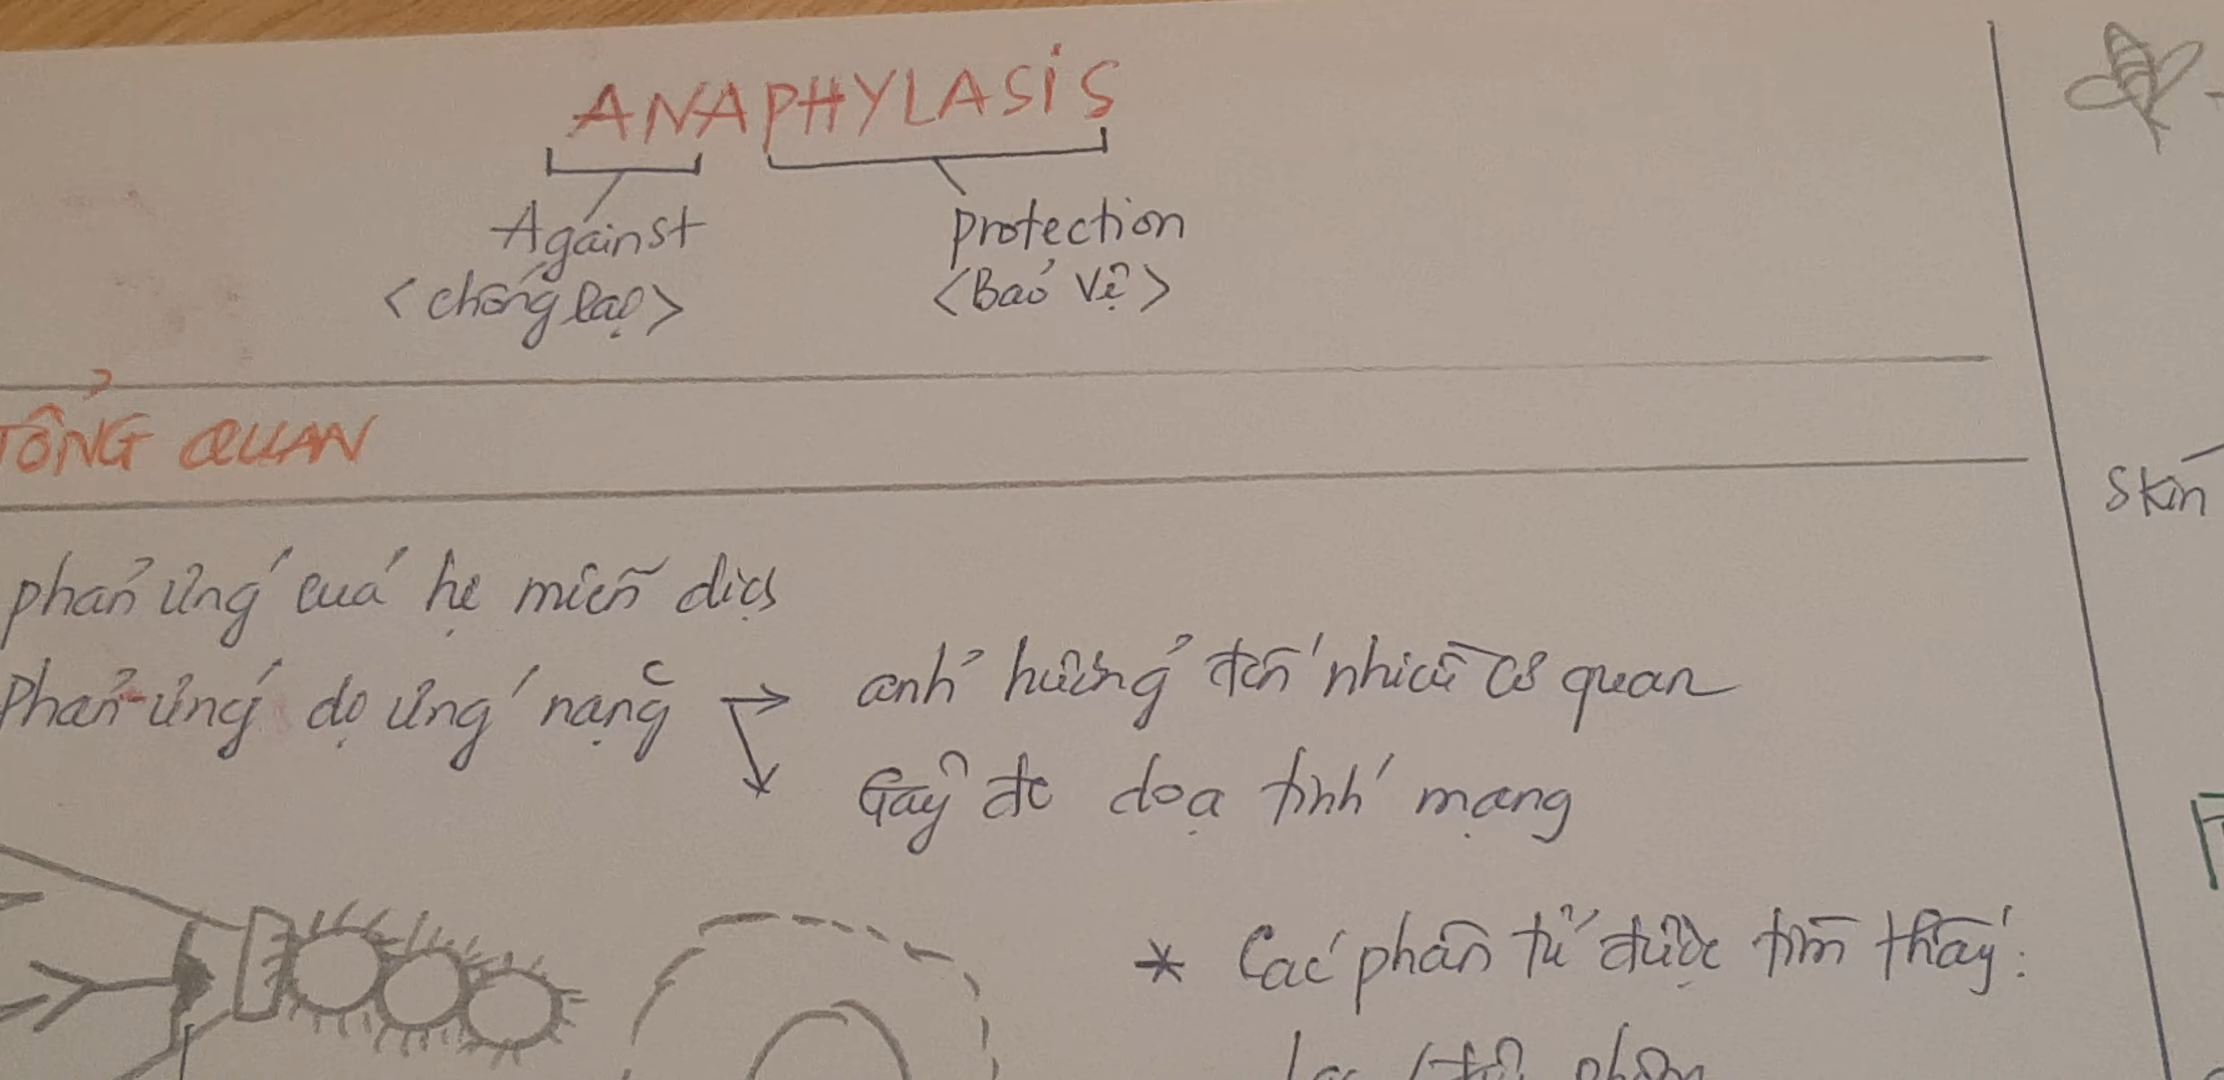 ANAPHYLASIS
Against
protection
<chống lại>
<Bảo vệ>
TỔNG QUAN
Skin
phản ứng của hệ miễn dịch
Phản ứng dị ứng nặng → ảnh hưởng đến nhiều cơ quan
Gây đe doạ tính mạng
* Các phân tử được tìm thấy: